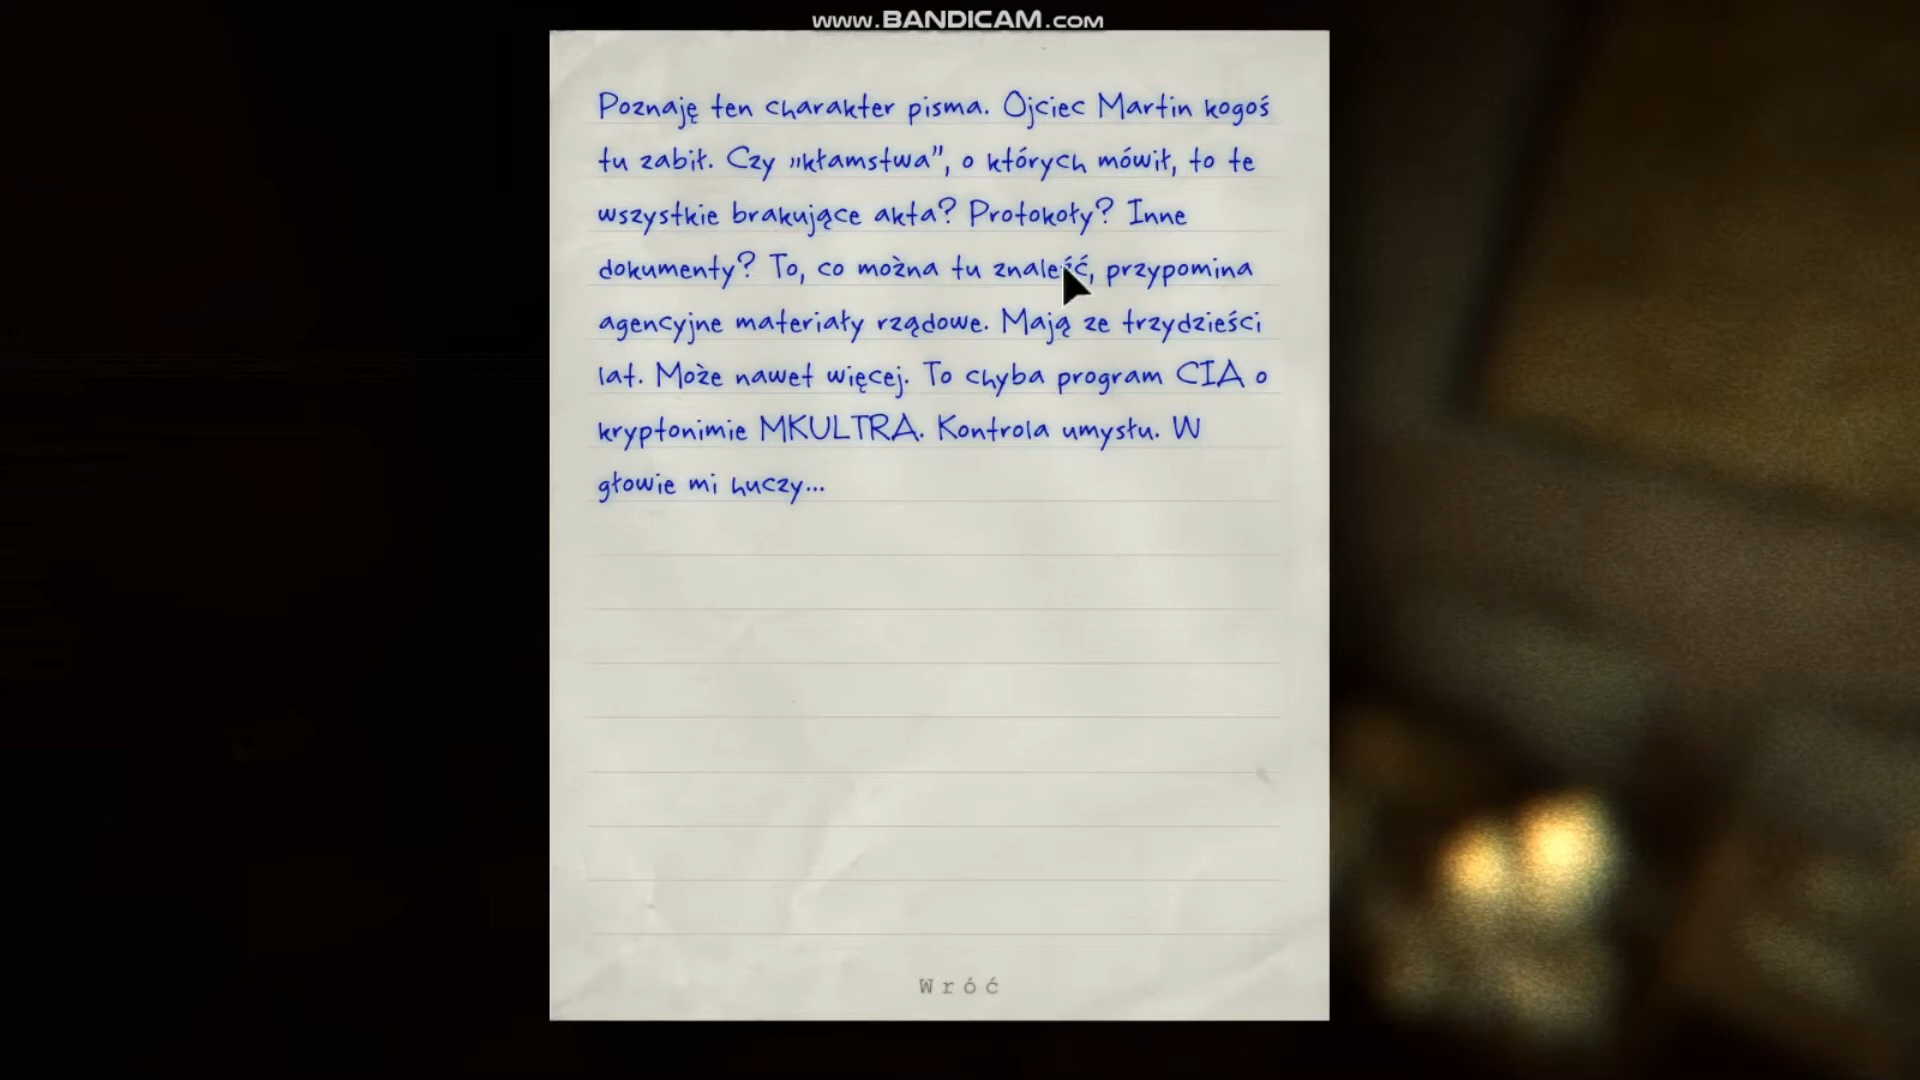 www.BANDICAM.com
Poznaję ten charakter pisma. Ojciec Martin kogoś
tu zabił. Czy „kłamstwa”, o których mówił, to te
wszystkie brakujące akta? Protokoły? Inne
dokumenty? To, co można tu znaleść, przypomina
agencyjne materiały rządowe. Mają ze trzydzieści
lat. Może nawet więcej. To chyba program CIA o
kryptonimie MKULTRA. Kontrola umysłu. W
głowie mi huczy...
Wróć